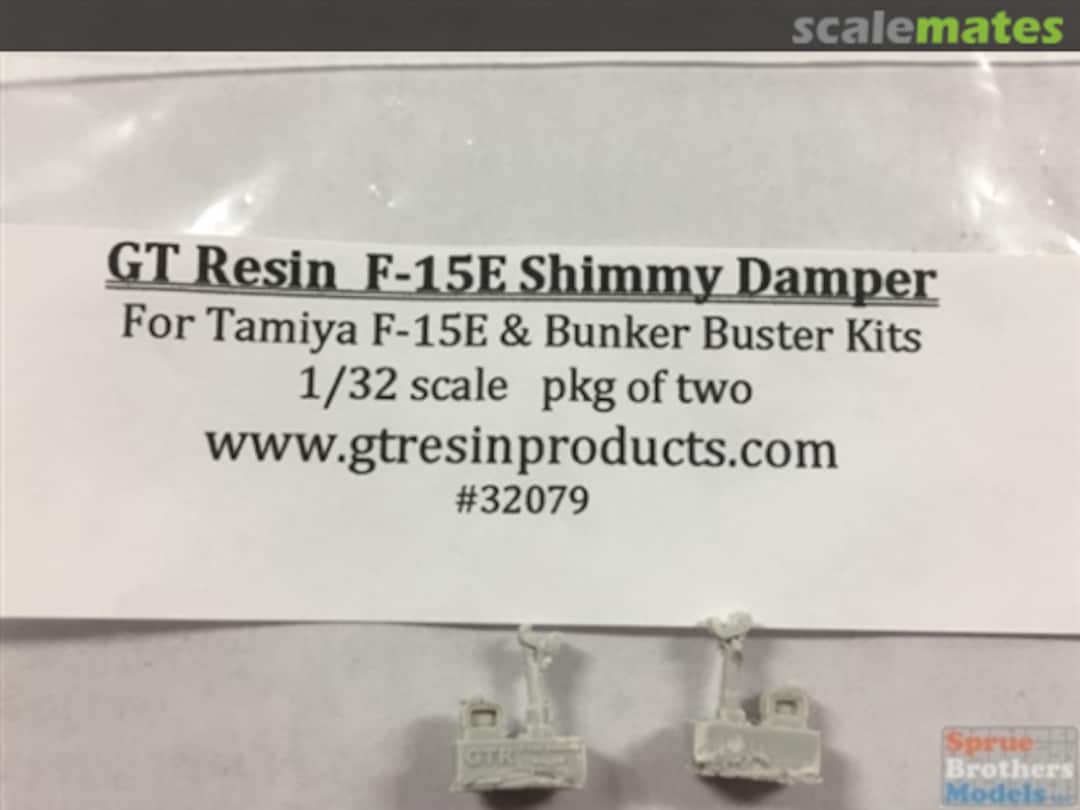 scalemates
GT Resin F-15E Shimmy Damper
For Tamiya F-15E & Bunker Buster Kits
1/32 scale pkg of two
www.gtresinproducts.com
#32079
GTR
Sprue
Brothers
Models